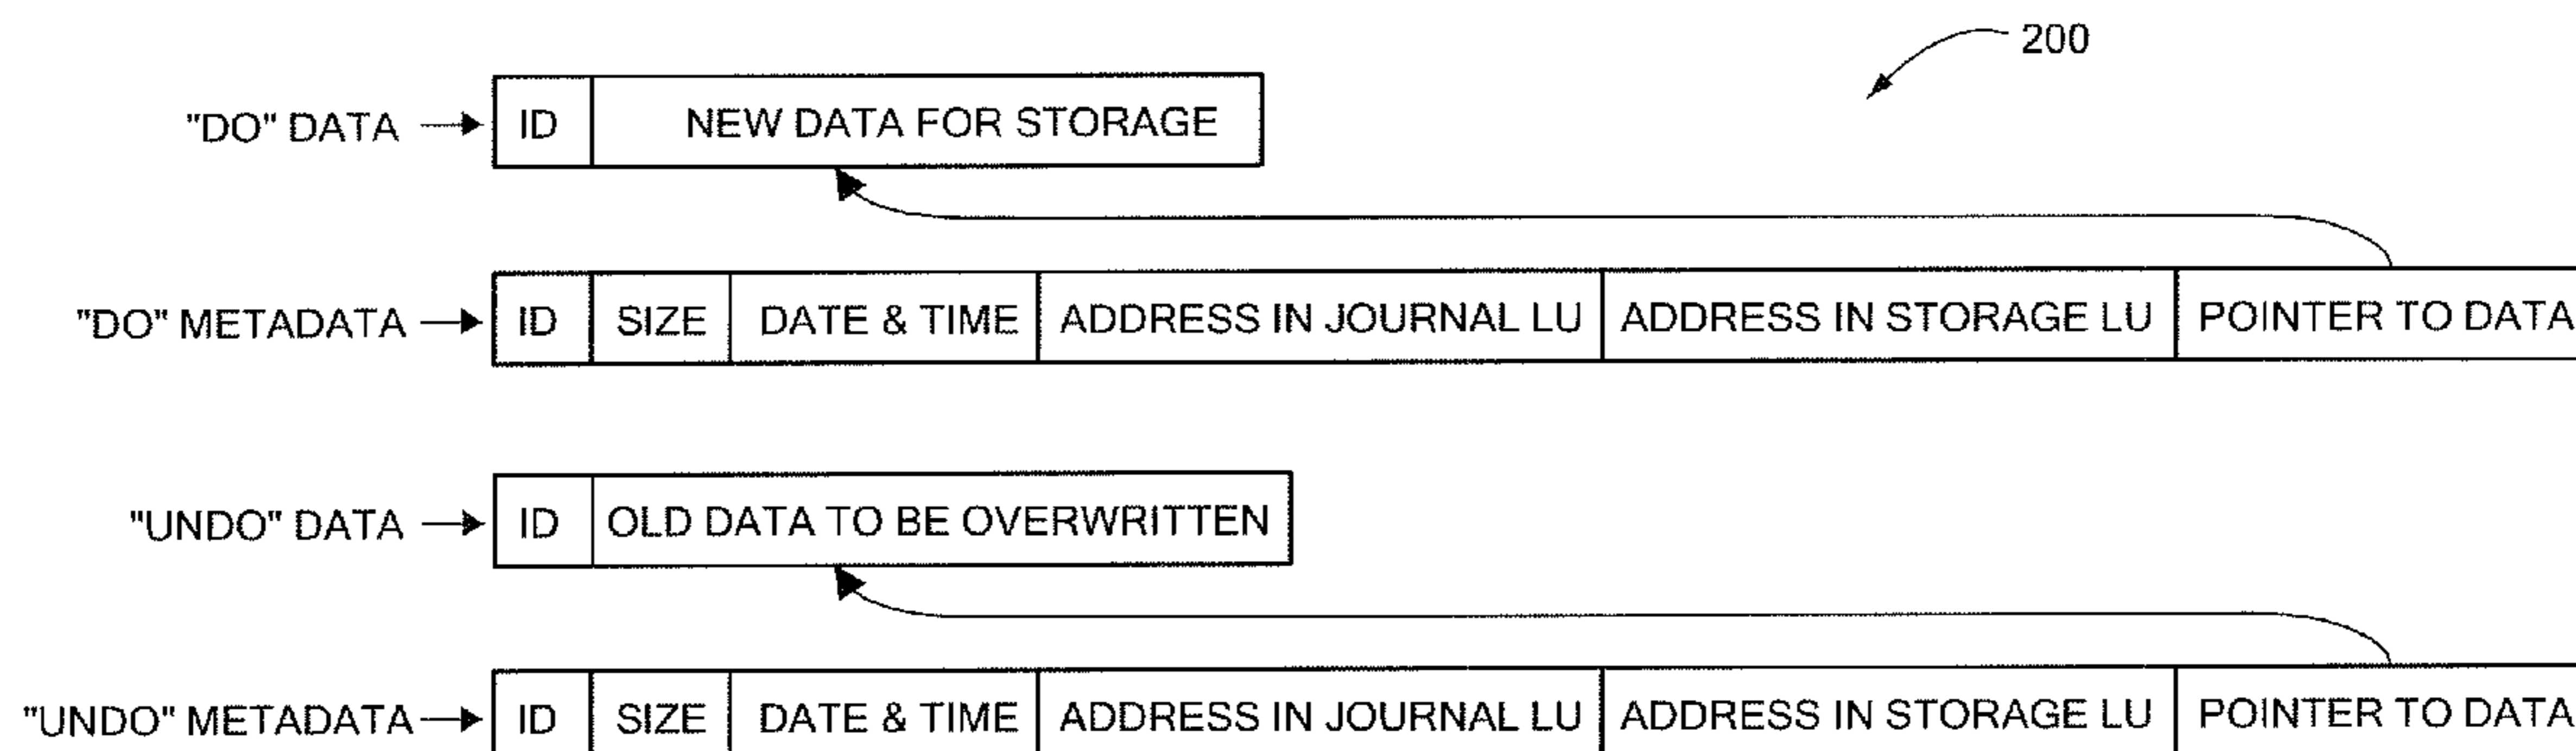 200
"DO" DATA ID NEW DATA FOR STORAGE
"DO" METADATA ID SIZE DATE & TIME ADDRESS IN JOURNAL LU ADDRESS IN STORAGE LU POINTER TO DATA
"UNDO" DATA ID OLD DATA TO BE OVERWRITTEN
"UNDO" METADATA ID SIZE DATE & TIME ADDRESS IN JOURNAL LU ADDRESS IN STORAGE LU POINTER TO DATA